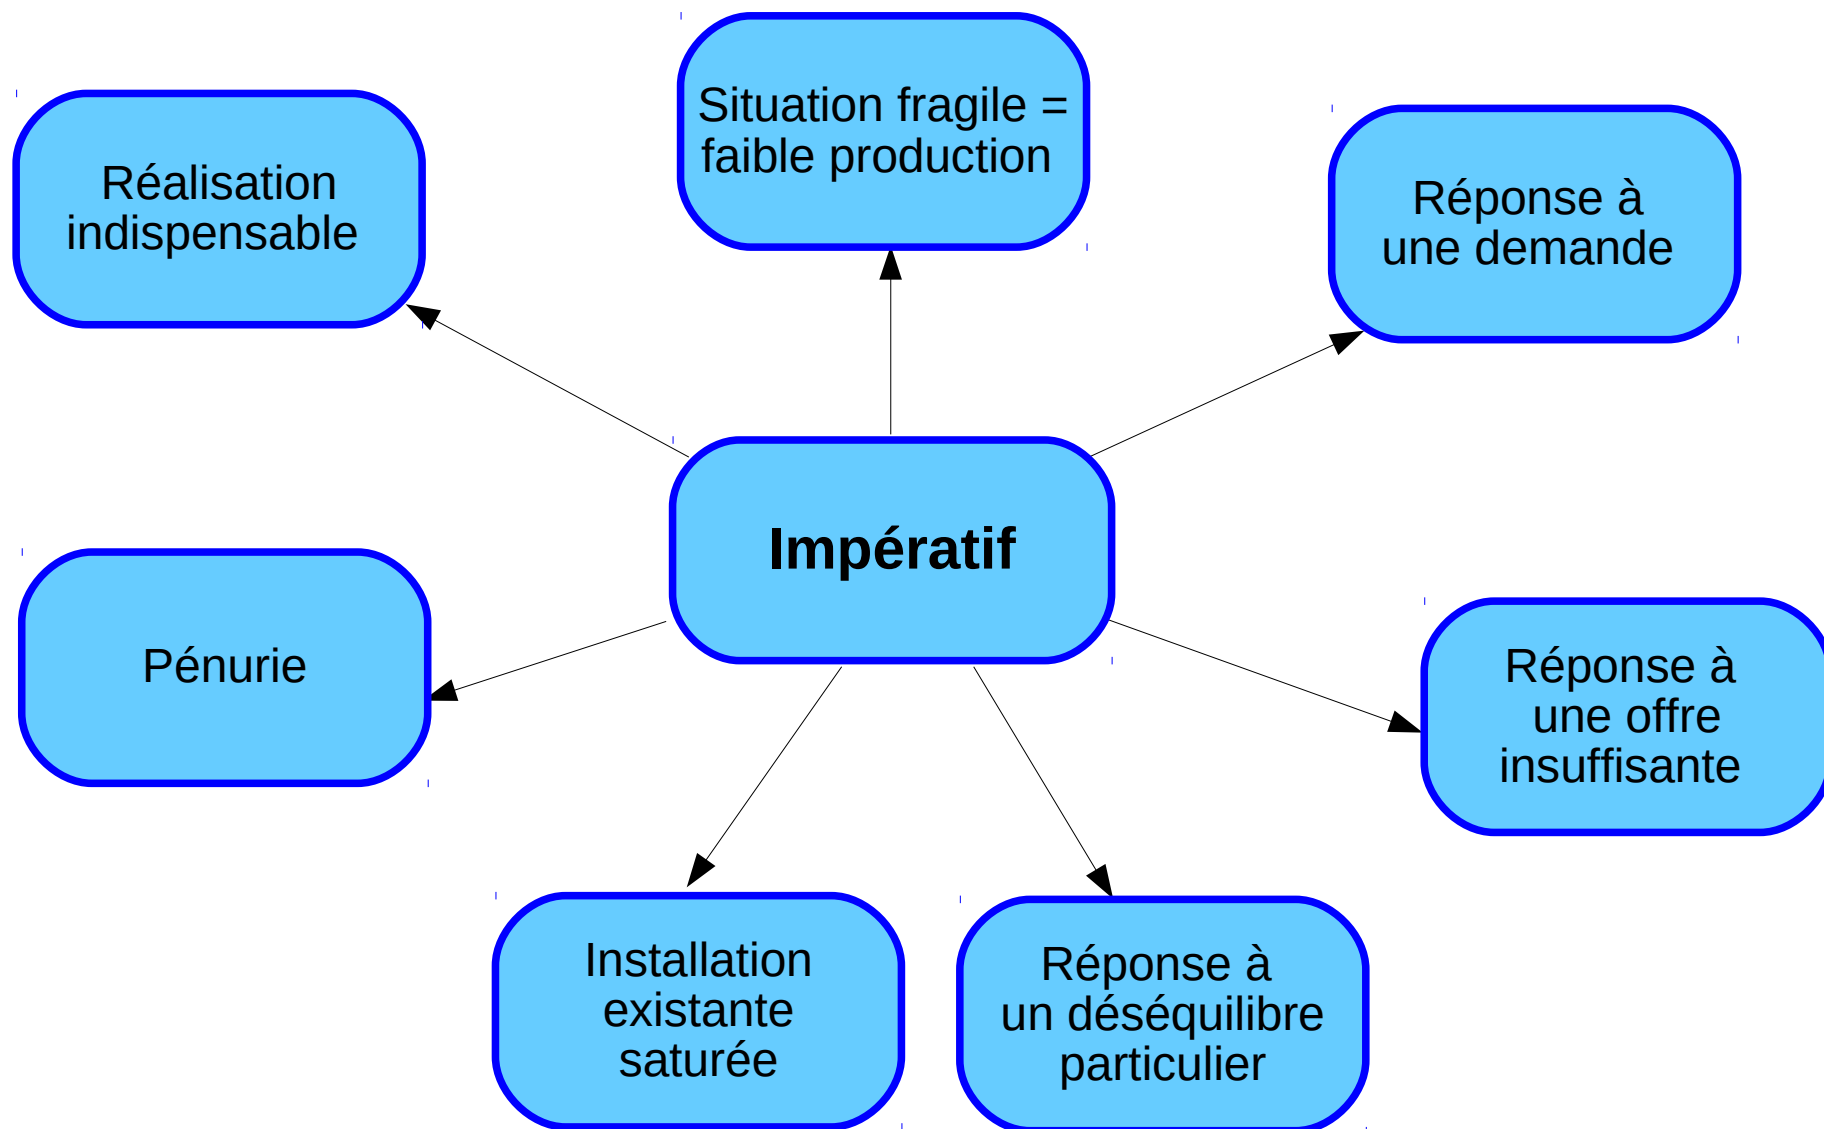 Situation fragile =
faible production
Réalisation
indispensable
Réponse à
une demande
Impératif
Pénurie
Réponse à
une offre
insuffisante
Installation
existante
saturée
Réponse à
un déséquilibre
particulier